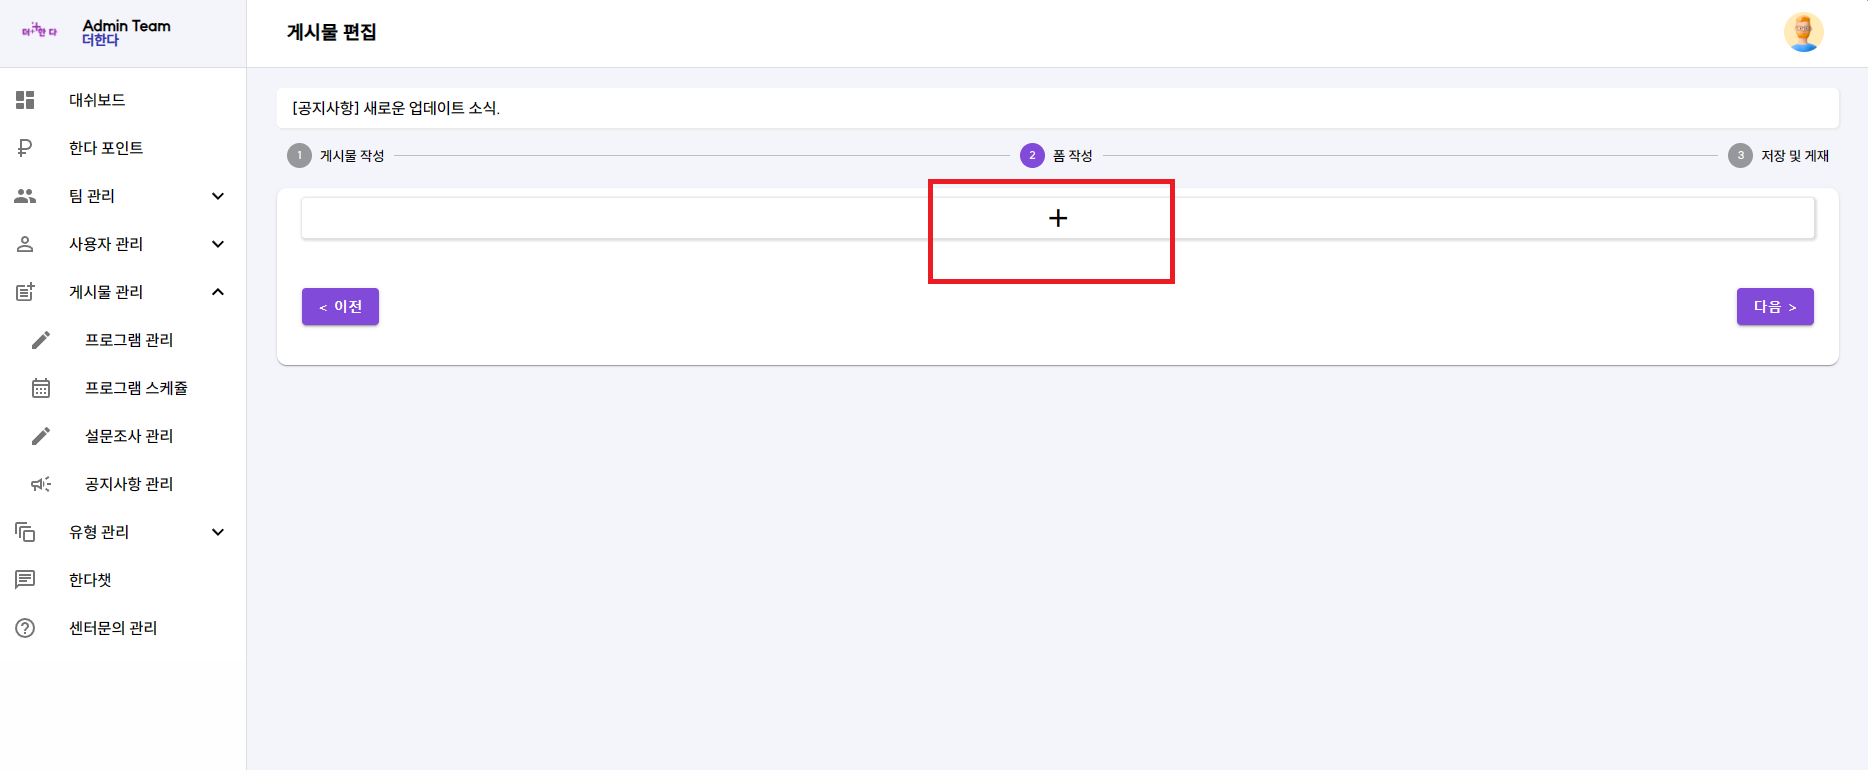 더한다
Admin Team
더한다
게시물 편집
대쉬보드
한다 포인트
팀 관리
사용자 관리
게시물 관리
프로그램 관리
프로그램 스케쥴
설문조사 관리
공지사항 관리
유형 관리
한다챗
센터문의 관리
[공지사항] 새로운 업데이트 소식.
1 게시물 작성
2 폼 작성
3 저장 및 게재
+
< 이전
다음 >